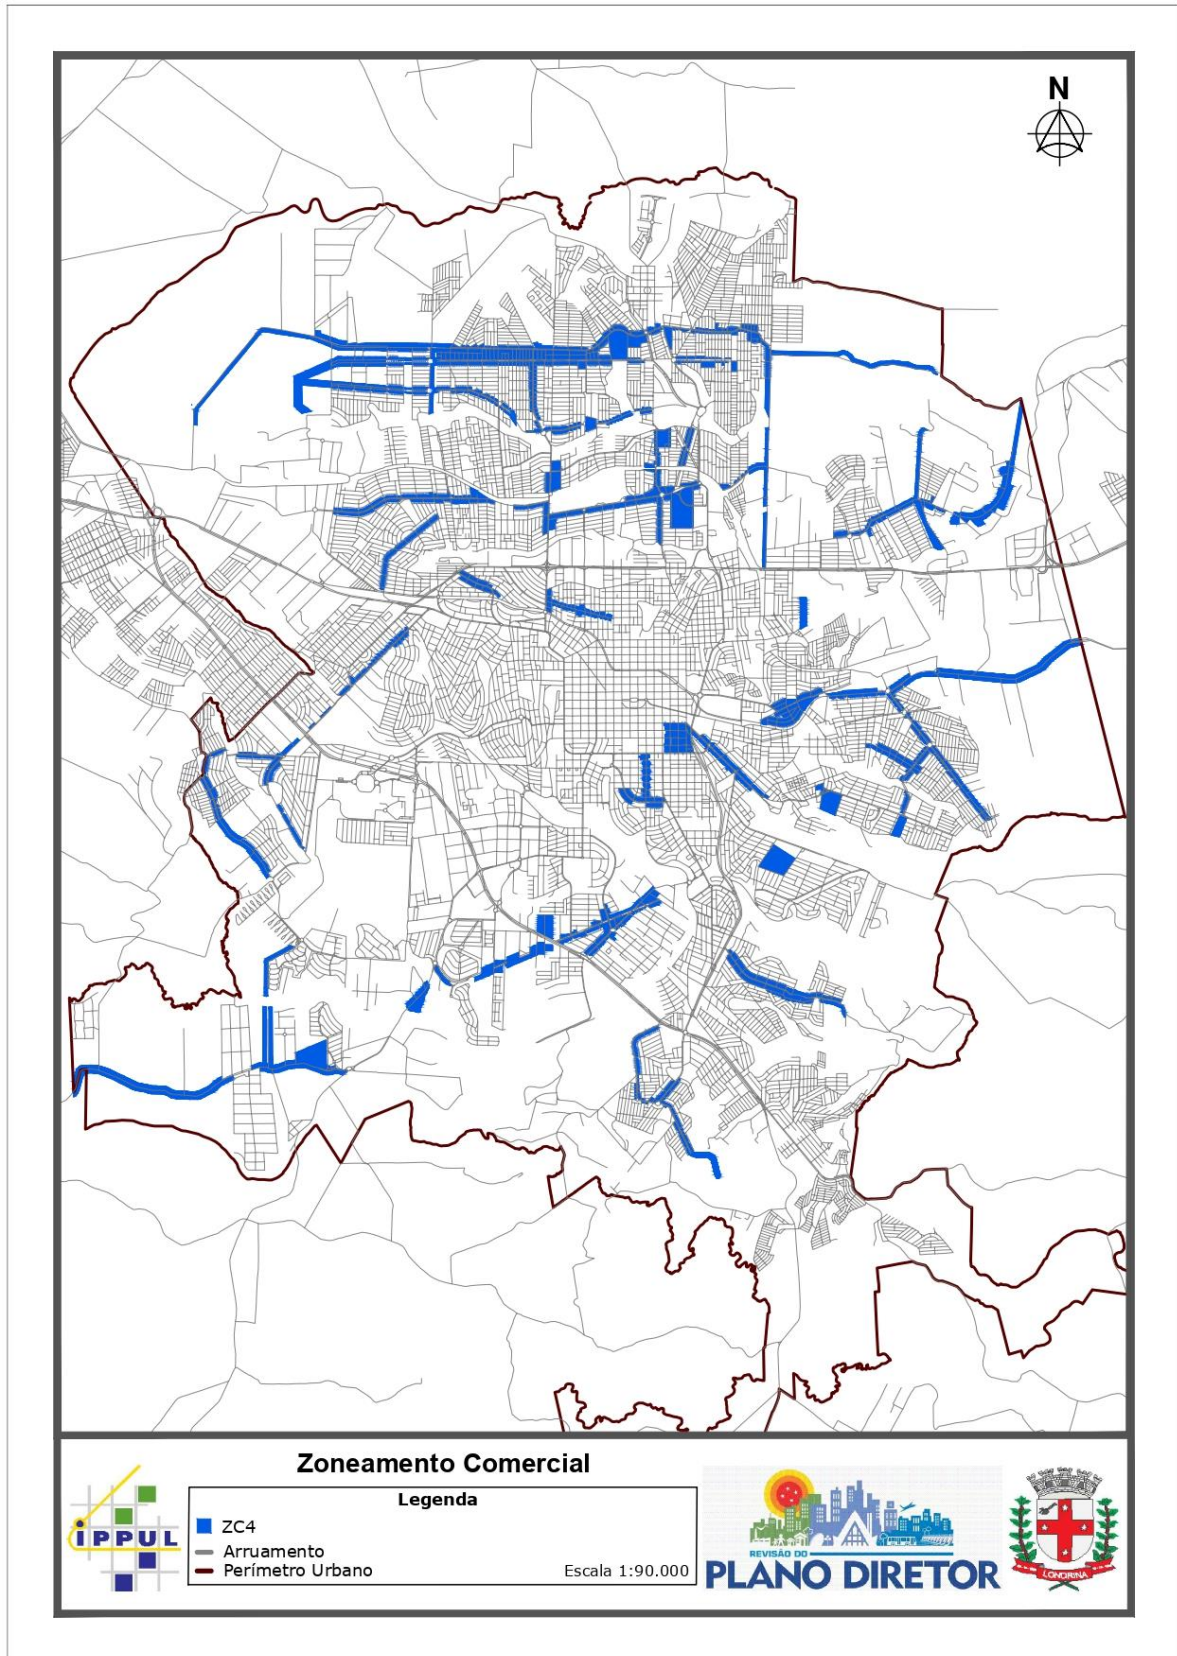 N
Zoneamento Comercial
Legenda
ZC4
Arruamento
Perímetro Urbano
Escala 1:90.000
IPPUL
REVISÃO DO
PLANO DIRETOR
LONDRINA